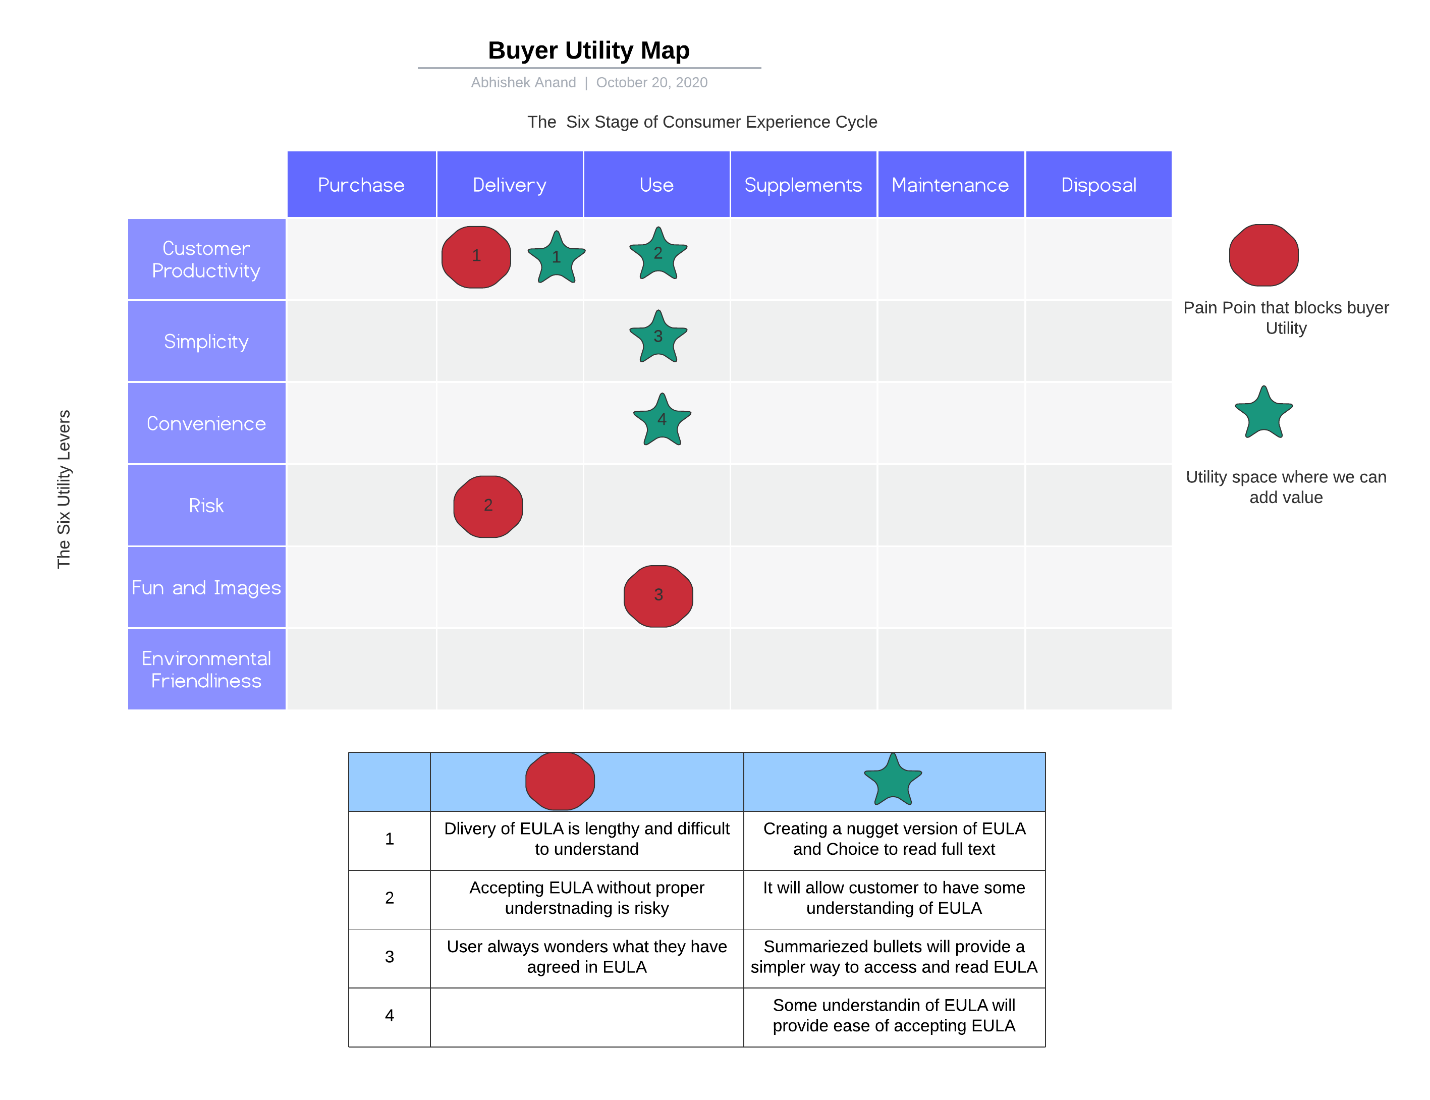 Buyer Utility Map
Abhishek Anand | October 20, 2020
The Six Stage of Consumer Experience Cycle
Purchase
Delivery
Use
Supplements
Maintenance
Disposal
The Six Utility Levers
Customer
Productivity
1
1
2
Simplicity
3
Convenience
4
Risk
2
Fun and Images
3
Environmental
Friendliness
Pain Poin that blocks buyer
Utility
Utility space where we can
add value
1
Dlivery of EULA is lengthy and difficult
to understand
Creating a nugget version of EULA
and Choice to read full text
2
Accepting EULA without proper
understnading is risky
It will allow customer to have some
understanding of EULA
3
User always wonders what they have
agreed in EULA
Summariezed bullets will provide a
simpler way to access and read EULA
4
Some understandin of EULA will
provide ease of accepting EULA